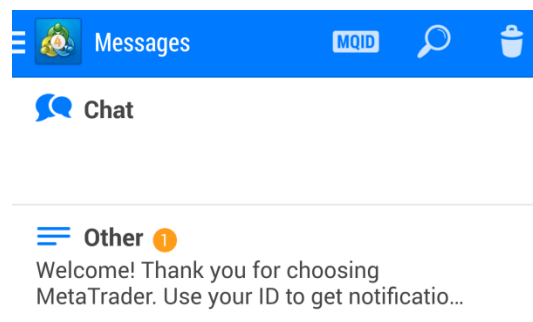 Messages
MQID
Chat
Other 1
Welcome! Thank you for choosing
MetaTrader. Use your ID to get notificatio...